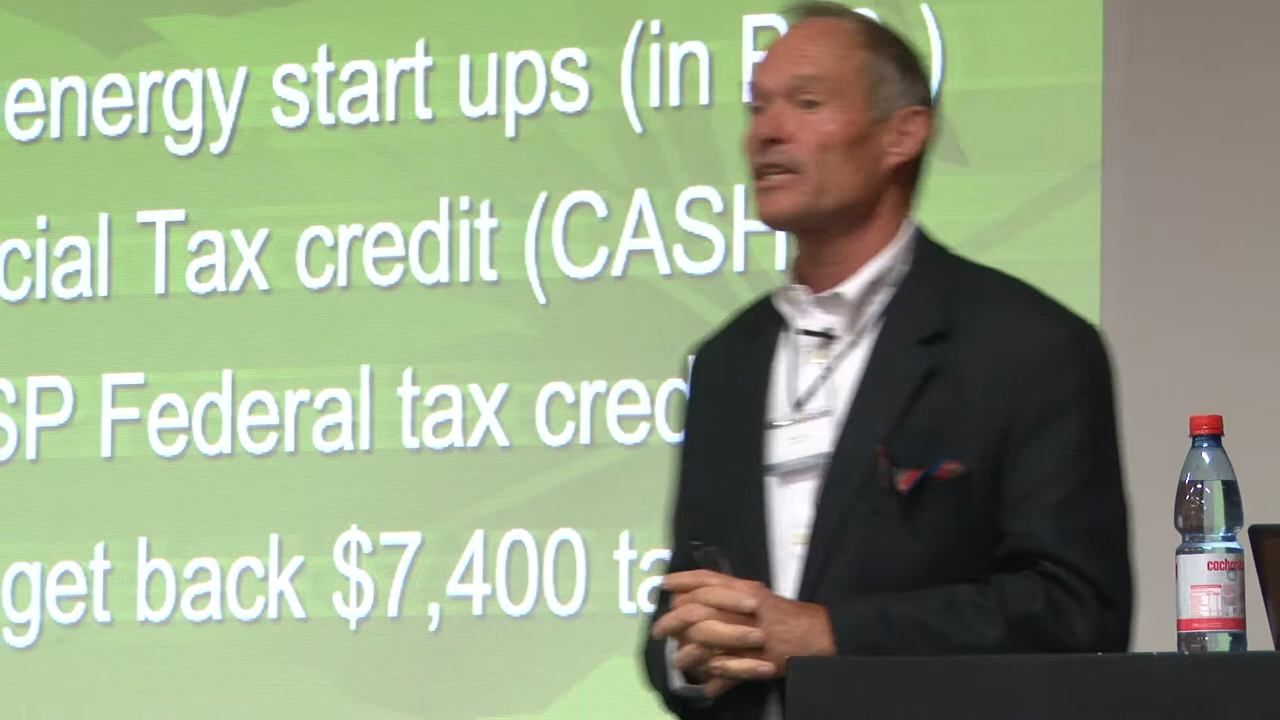 energy start ups (in B )
cial Tax credit (CASH
SP Federal tax cred
get back $7,400 ta